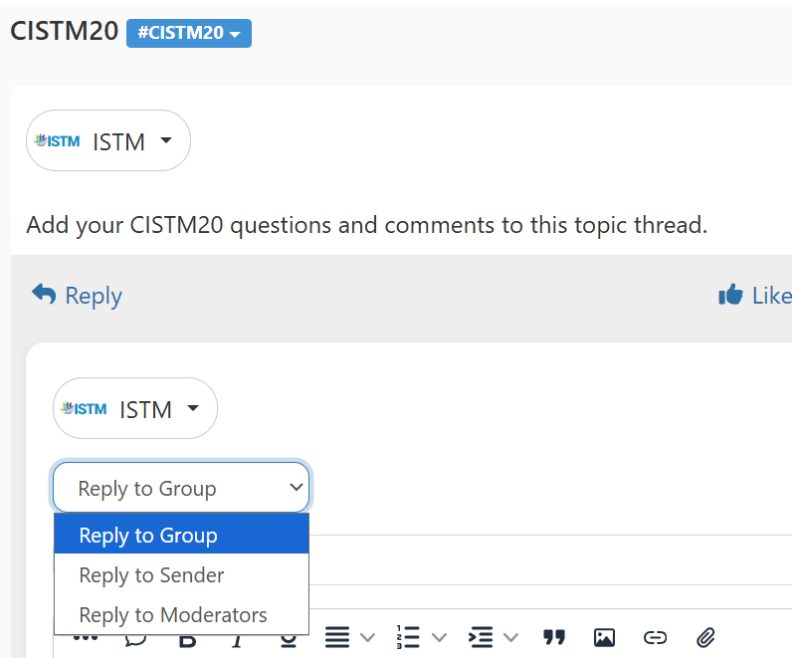 CISTM20 #CISTM20
ISTM ISTM
Add your CISTM20 questions and comments to this topic thread.
Reply Like
ISTM ISTM
Reply to Group
Reply to Group
Reply to Sender
Reply to Moderators
B I U